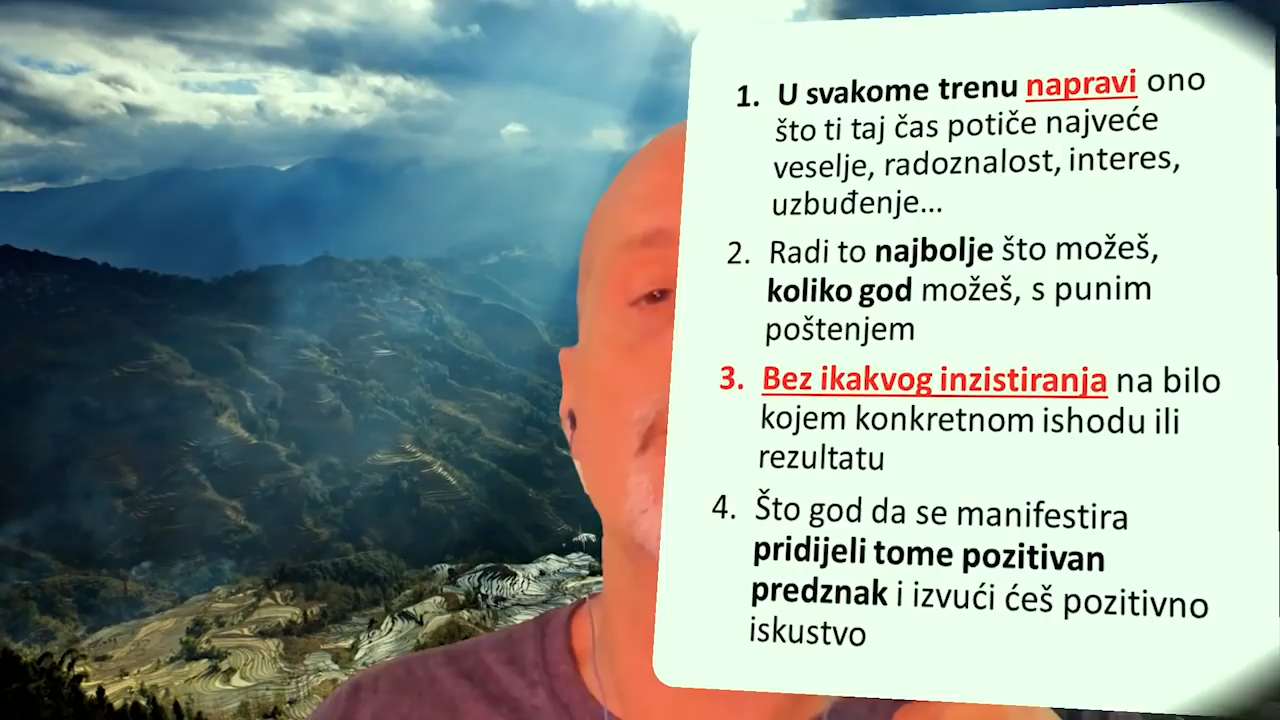 1. U svakome trenu napravi ono
što ti taj čas potiče najveće
veselje, radoznalost, interes,
uzbuđenje...
2. Radi to najbolje što možeš,
koliko god možeš, s punim
poštenjem
3. Bez ikakvog inzistiranja na bilo
kojem konkretnom ishodu ili
rezultatu
4. Što god da se manifestira
pridijeli tome pozitivan
predznak i izvući ćeš pozitivno
iskustvo